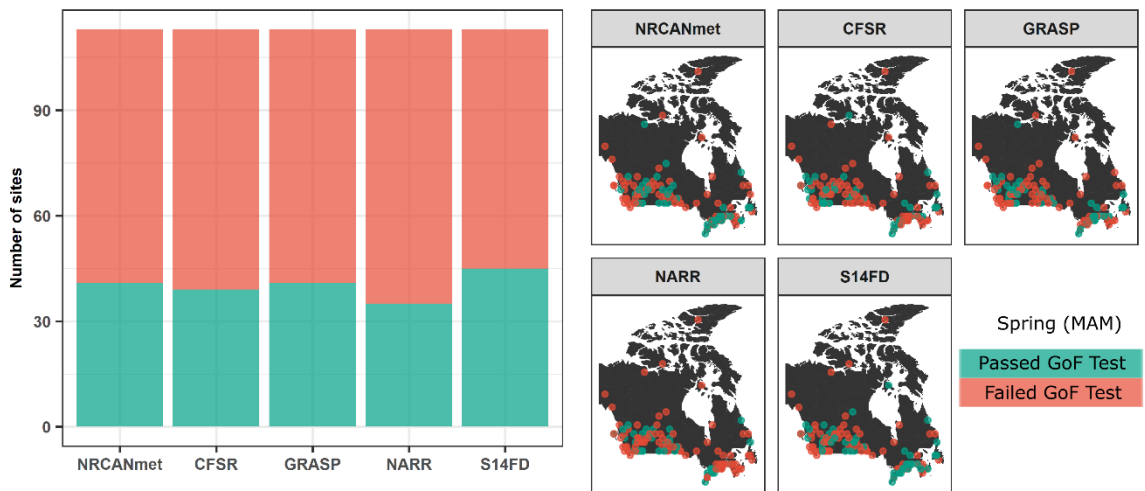 Number of sites
90
60
30
0
NRCANmet CFSR GRASP NARR S14FD
NRCANmet CFSR GRASP
NARR S14FD
Spring (MAM)
Passed GoF Test
Failed GoF Test